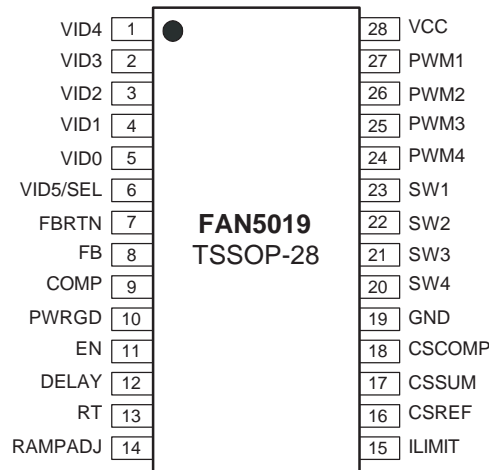 VID4 1 28 VCC
VID3 2 27 PWM1
VID2 3 26 PWM2
VID1 4 25 PWM3
VID0 5 24 PWM4
VID5/SEL 6 23 SW1
FBRTN 7 FAN5019 22 SW2
FB 8 TSSOP-28 21 SW3
COMP 9 20 SW4
PWRGD 10 19 GND
EN 11 18 CSCOMP
DELAY 12 17 CSSUM
RT 13 16 CSREF
RAMPADJ 14 15 ILIMIT